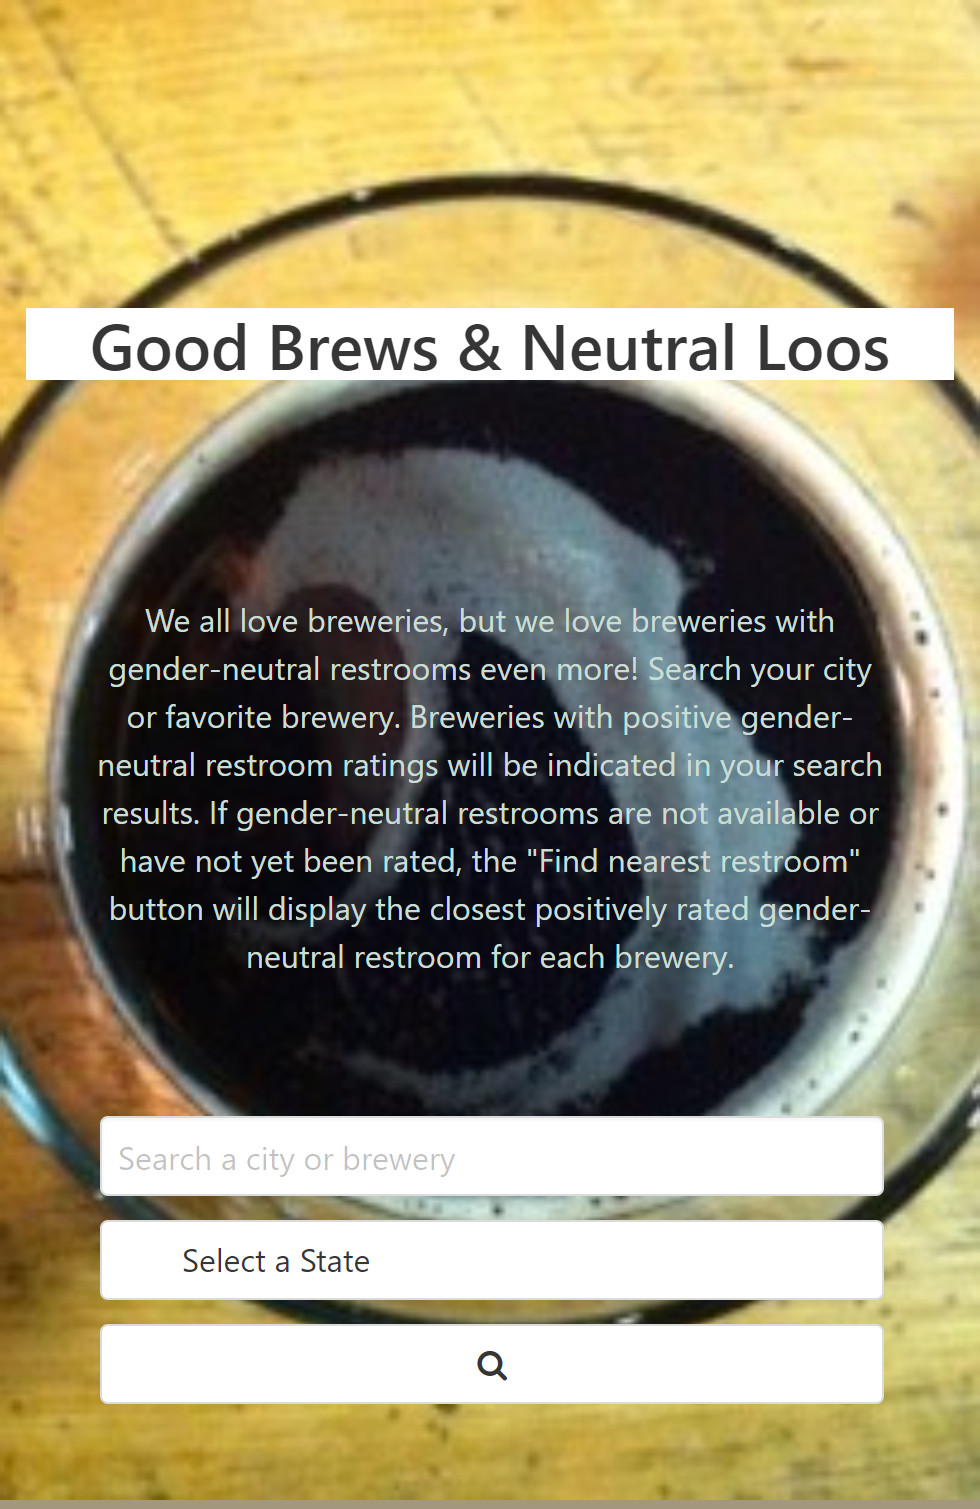 Good Brews & Neutral Loos
We all love breweries, but we love breweries with
gender-neutral restrooms even more! Search your city
or favorite brewery. Breweries with positive gender-
neutral restroom ratings will be indicated in your search
results. If gender-neutral restrooms are not available or
have not yet been rated, the "Find nearest restroom"
button will display the closest positively rated gender-
neutral restroom for each brewery.
Search a city or brewery
Select a State